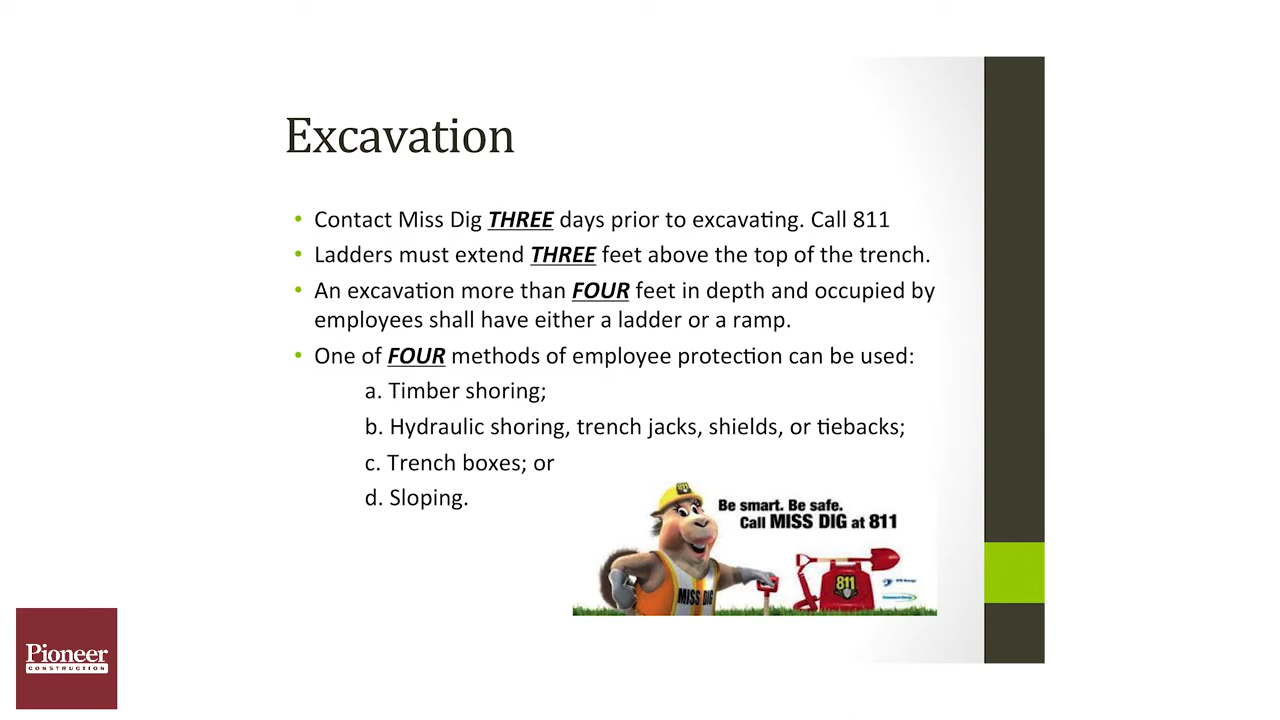 Excavation
• Contact Miss Dig THREE days prior to excavating. Call 811
• Ladders must extend THREE feet above the top of the trench.
• An excavation more than FOUR feet in depth and occupied by
employees shall have either a ladder or a ramp.
• One of FOUR methods of employee protection can be used:
a. Timber shoring;
b. Hydraulic shoring, trench jacks, shields, or tiebacks;
c. Trench boxes; or
d. Sloping.
Be smart. Be safe.
Call MISS DIG at 811
811
MISS DIG
Pioneer
CONSTRUCTION